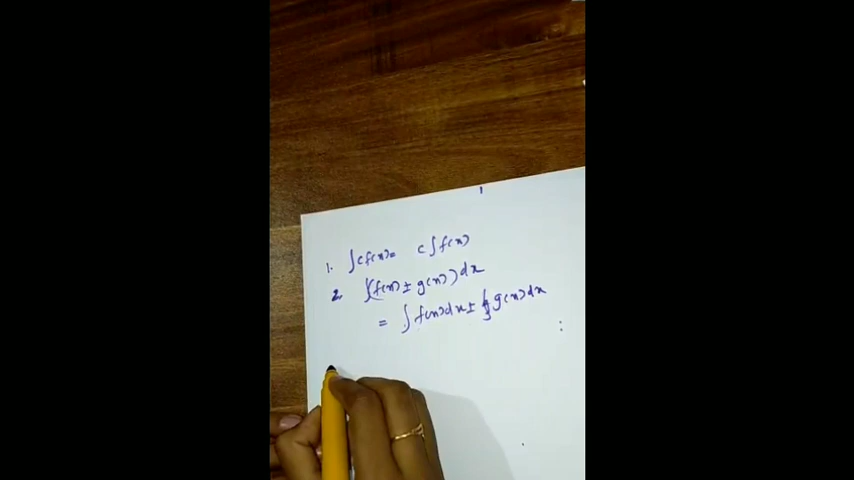 1. ∫cf(x)= c∫f(x)
2. ∫(f(x) ± g(x)) dx
= ∫f(x)dx ± ∫g(x)dx